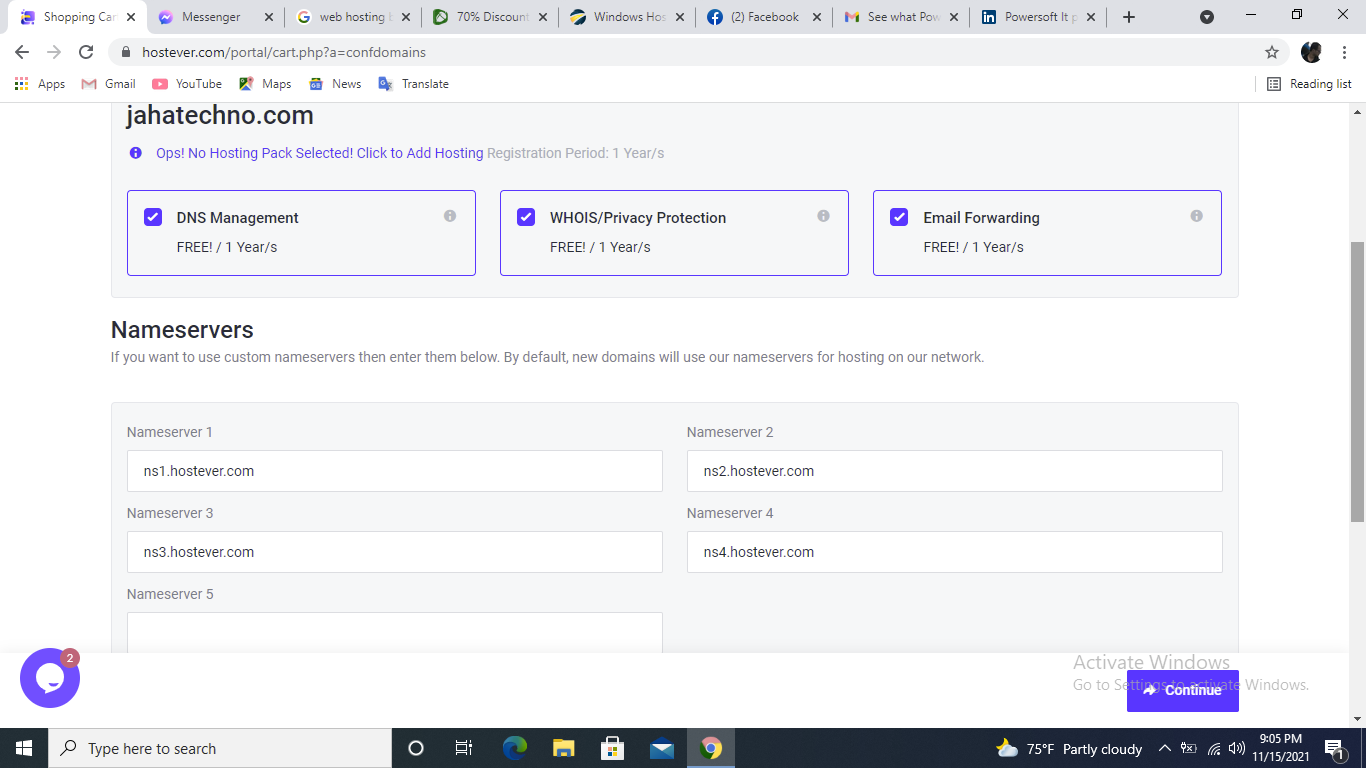 Shopping Car
Messenger
web hosting b
70% Discount
Windows Hos
(2) Facebook
See what Pow
Powersoft It p
hostever.com/portal/cart.php?a=confdomains
Apps
Gmail
YouTube
Maps
News
Translate
Reading list
jahatechno.com
Ops! No Hosting Pack Selected! Click to Add Hosting Registration Period: 1 Year/s
DNS Management
FREE! / 1 Year/s
WHOIS/Privacy Protection
FREE! / 1 Year/s
Email Forwarding
FREE! / 1 Year/s
Nameservers
If you want to use custom nameservers then enter them below. By default, new domains will use our nameservers for hosting on our network.
Nameserver 1
Nameserver 2
ns1.hostever.com
ns2.hostever.com
Nameserver 3
Nameserver 4
ns3.hostever.com
ns4.hostever.com
Nameserver 5
2
Activate Windows
Go to Settings to activate Windows.
Continue
Type here to search
75°F Partly cloudy
9:05 PM
11/15/2021
1